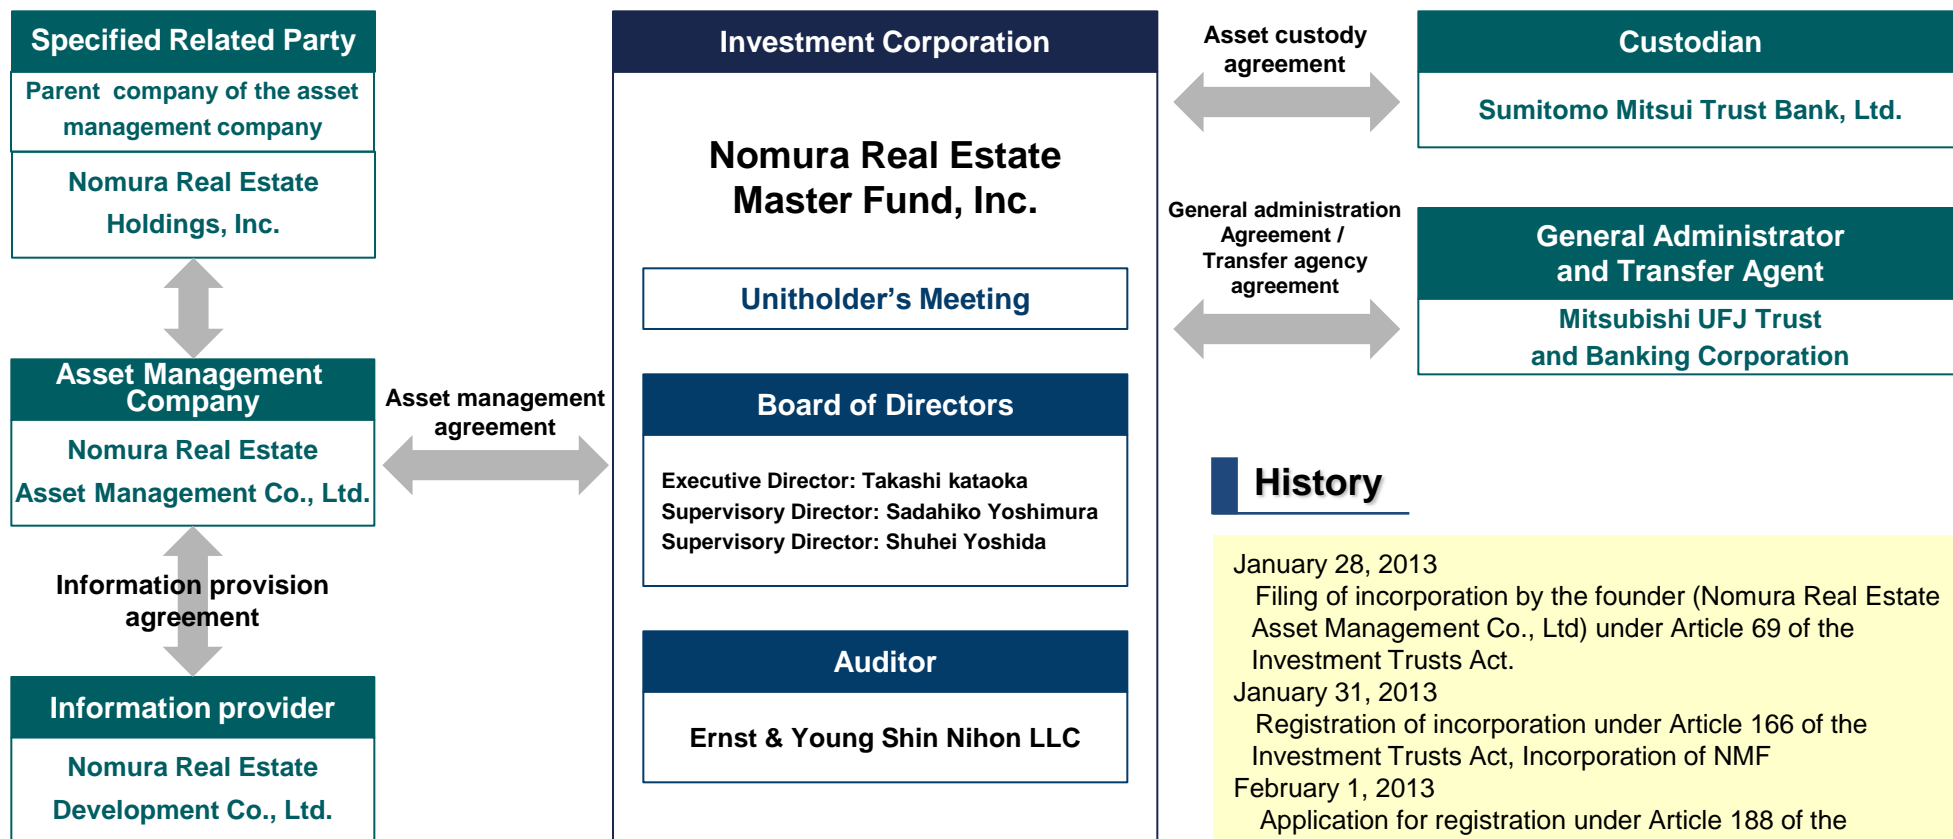 Specified Related Party
Parent company of the asset
management company
Nomura Real Estate
Holdings, Inc.
Asset Management
Company
Nomura Real Estate
Asset Management Co., Ltd.
Information provision
agreement
Information provider
Nomura Real Estate
Development Co., Ltd.
Asset management
agreement
Investment Corporation
Nomura Real Estate
Master Fund, Inc.
Unitholder’s Meeting
Board of Directors
Executive Director: Takashi kataoka
Supervisory Director: Sadahiko Yoshimura
Supervisory Director: Shuhei Yoshida
Auditor
Ernst & Young Shin Nihon LLC
Asset custody
agreement
Custodian
Sumitomo Mitsui Trust Bank, Ltd.
General administration
Agreement /
Transfer agency
agreement
General Administrator
and Transfer Agent
Mitsubishi UFJ Trust
and Banking Corporation
History
January 28, 2013
Filing of incorporation by the founder (Nomura Real Estate
Asset Management Co., Ltd) under Article 69 of the
Investment Trusts Act.
January 31, 2013
Registration of incorporation under Article 166 of the
Investment Trusts Act, Incorporation of NMF
February 1, 2013
Application for registration under Article 188 of the